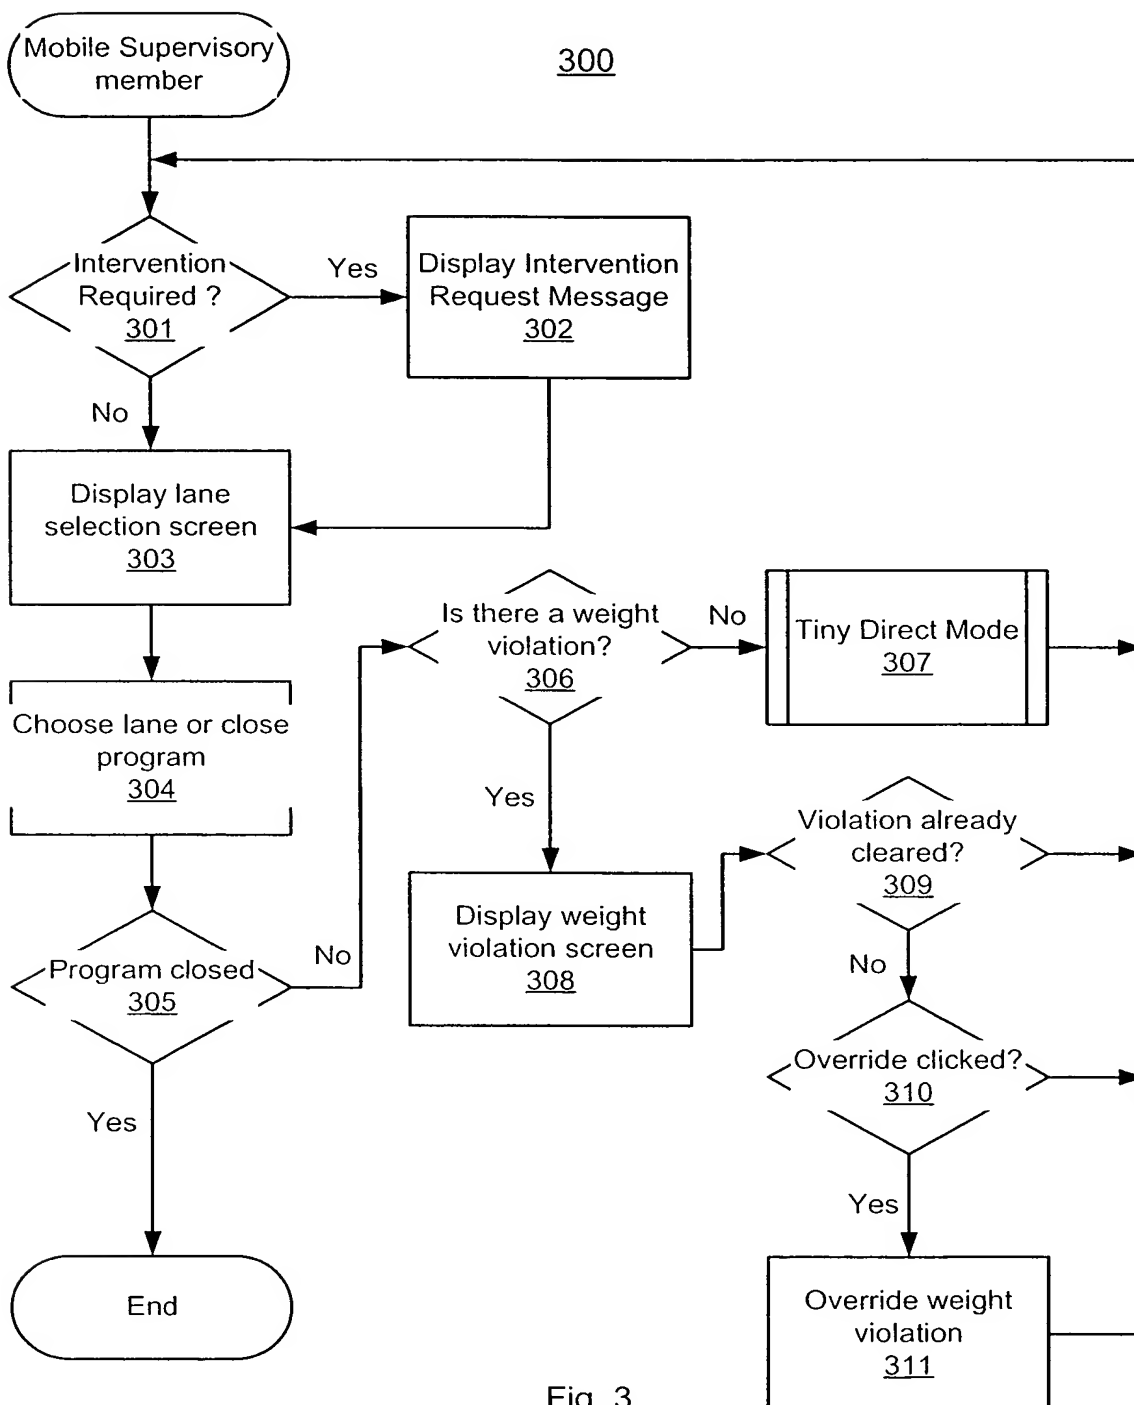 Mobile Supervisory
member
300
Intervention
Required ?
301
Yes
Display Intervention
Request Message
302
No
Display lane
selection screen
303
Choose lane or close
program
304
Program closed
305
No
Yes
End
Is there a weight
violation?
306
No
Tiny Direct Mode
307
Yes
Display weight
violation screen
308
Violation already
cleared?
309
No
Override clicked?
310
Yes
Override weight
violation
311
Fig. 3